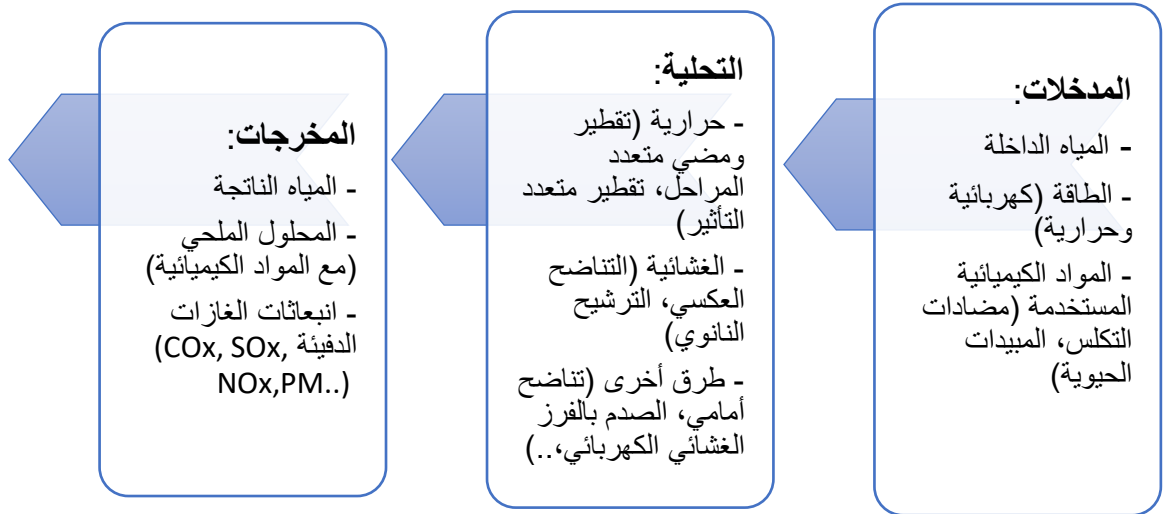 المدخلات:
- المياه الداخلة
- الطاقة (كهربائية
وحرارية)
- المواد الكيميائية
المستخدمة (مضادات
التكلس، المبيدات
الحيوية)
التحلية:
- حرارية (تقطير
ومضي متعدد
المراحل، تقطير متعدد
التأثير)
- الغشائية (التناضح
العكسي، الترشيح
النانوي)
- طرق أخرى (تناضح
أمامي، الصدم بالفرز
الغشائي الكهربائي،..)
المخرجات:
- المياه الناتجة
- المحلول الملحي
(مع المواد الكيميائية)
- انبعاثات الغازات
الدفيئة (COx, SOx,
NOx,PM..)